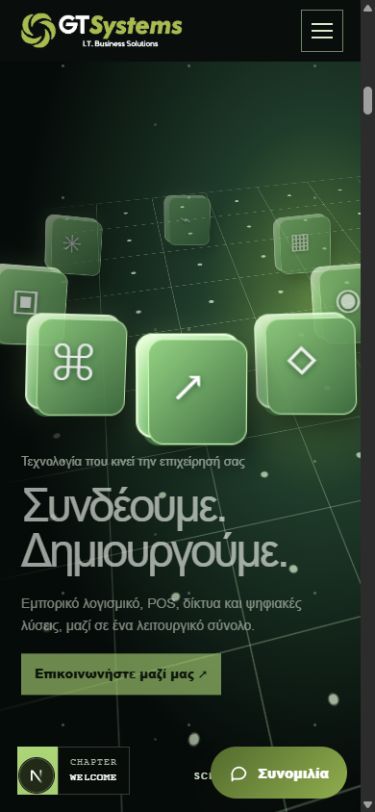 GTSystems
I.T. Business Solutions
Τεχνολογία που κινεί την επιχείρησή σας
Συνδέουμε.
Δημιουργούμε.
Εμπορικό λογισμικό, POS, δίκτυα και ψηφιακές
λύσεις, μαζί σε ένα λειτουργικό σύνολο.
Επικοινωνήστε μαζί μας ↗
N
CHAPTER
WELCOME
Συνομιλία